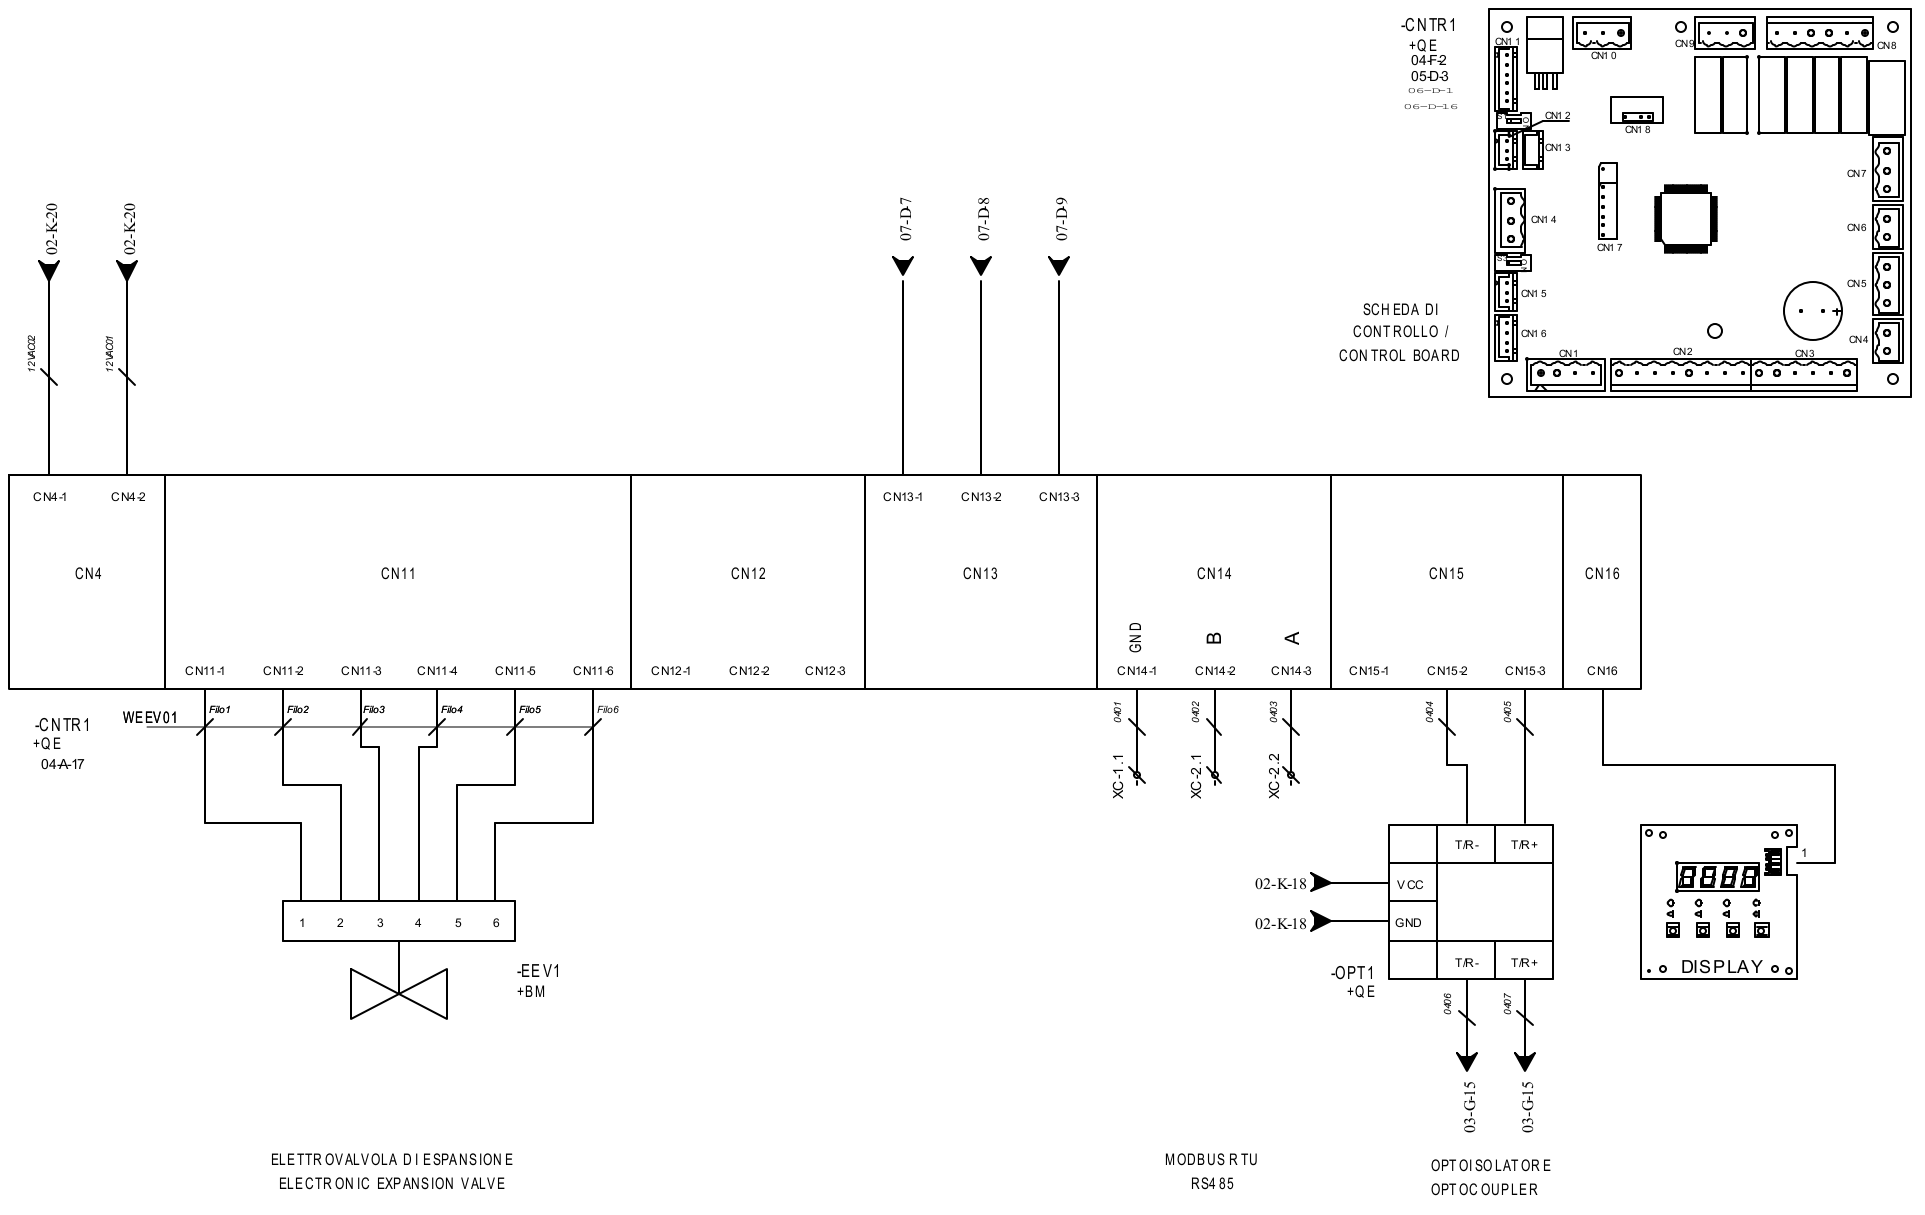 -CNTR1
+QE
04-F-2
05-D-3
06-D-1
06-D-16
CN11
CN10
CN9
CN8
CN12
CN18
CN13
CN7
CN14
CN6
CN17
CN5
CN15
CN16
CN4
CN1
CN2
CN3
SCHEDA DI
CONTROLLO /
CONTROL BOARD
02-K-20
02-K-20
07-D-7
07-D-8
07-D-9
12VAC02
12VAC01
CN4-1
CN4-2
CN13-1
CN13-2
CN13-3
CN4
CN11
CN12
CN13
CN14
CN15
CN16
GND
B
A
CN11-1
CN11-2
CN11-3
CN11-4
CN11-5
CN11-6
CN12-1
CN12-2
CN12-3
CN14-1
CN14-2
CN14-3
CN15-1
CN15-2
CN15-3
CN16
-CNTR1
+QE
04-A-17
WEEV01
Filo1
Filo2
Filo3
Filo4
Filo5
Filo6
0401
0402
0403
0404
0405
XC-1.1
XC-2.1
XC-2.2
T/R-
T/R+
1
02-K-18
VCC
02-K-18
GND
T/R-
T/R+
DISPLAY
1
2
3
4
5
6
-EEV1
+BM
-OPT1
+QE
0406
0407
03-G-15
03-G-15
ELETTROVALVOLA DI ESPANSIONE
ELECTRONIC EXPANSION VALVE
MODBUS RTU
RS485
OPTOISOLATORE
OPTOCOUPLER